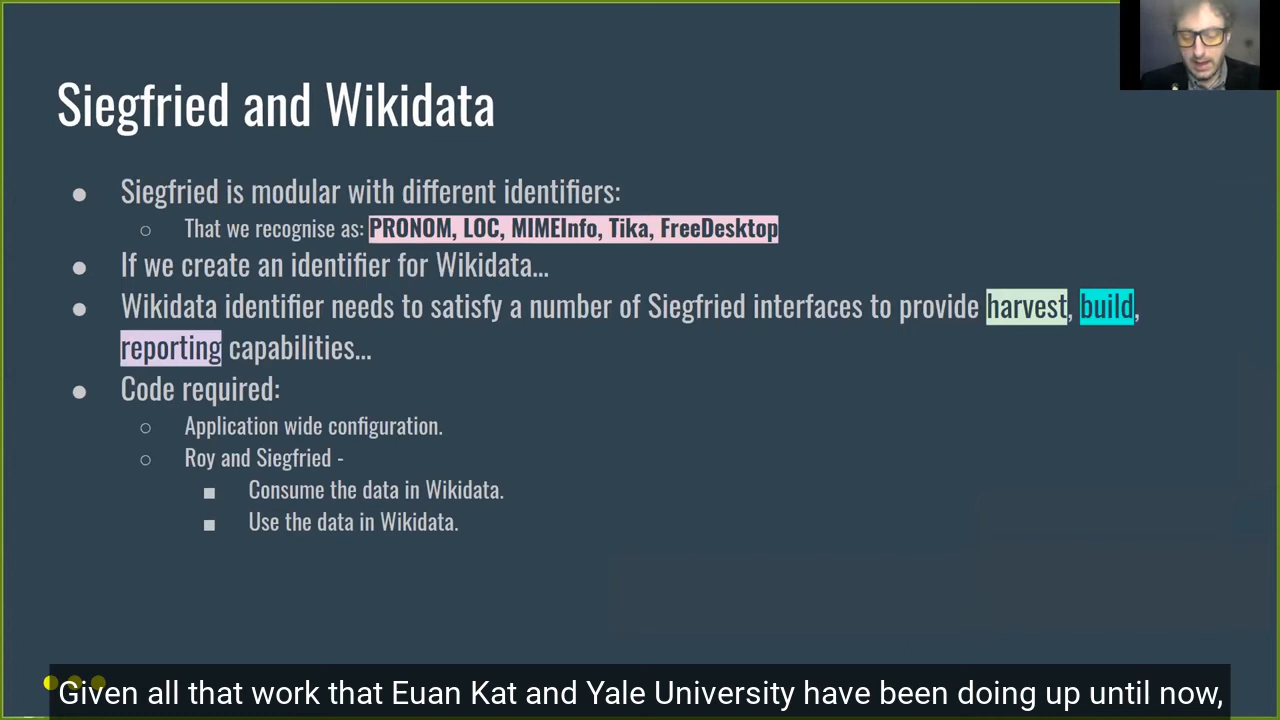 Siegfried and Wikidata
● Siegfried is modular with different identifiers:
○ That we recognise as: PRONOM, LOC, MIMEInfo, Tika, FreeDesktop
● If we create an identifier for Wikidata...
● Wikidata identifier needs to satisfy a number of Siegfried interfaces to provide harvest, build,
reporting capabilities...
● Code required:
○ Application wide configuration.
○ Roy and Siegfried -
■ Consume the data in Wikidata.
■ Use the data in Wikidata.
Given all that work that Euan Kat and Yale University have been doing up until now,